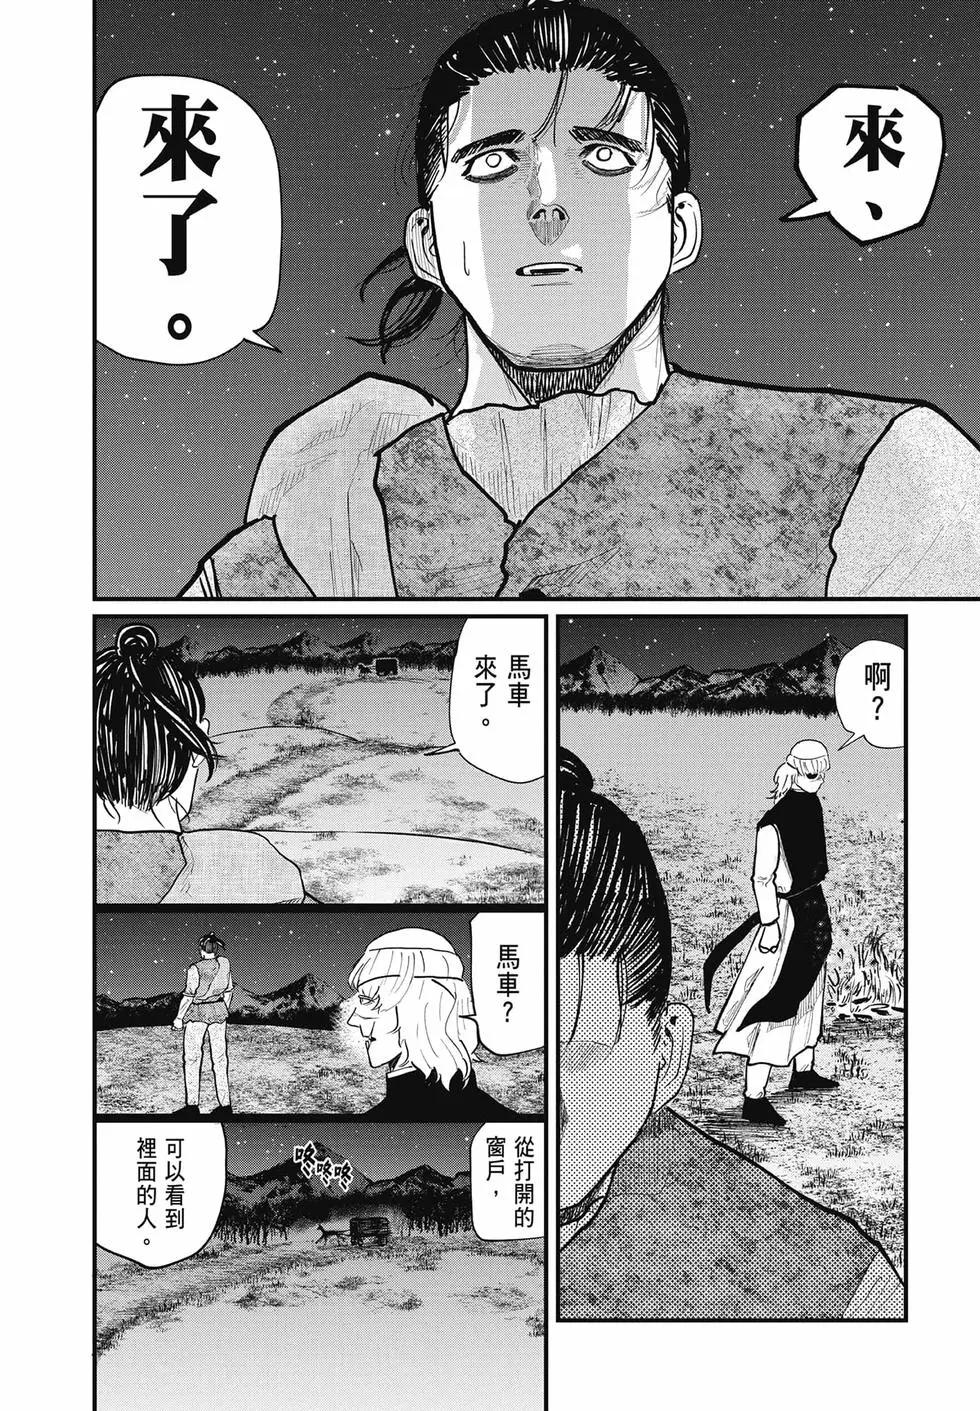 來、
來了。
啊？
馬車
來了。
馬車？
從打開的
窗戶，
咚咚咚
可以看到
裡面的人。